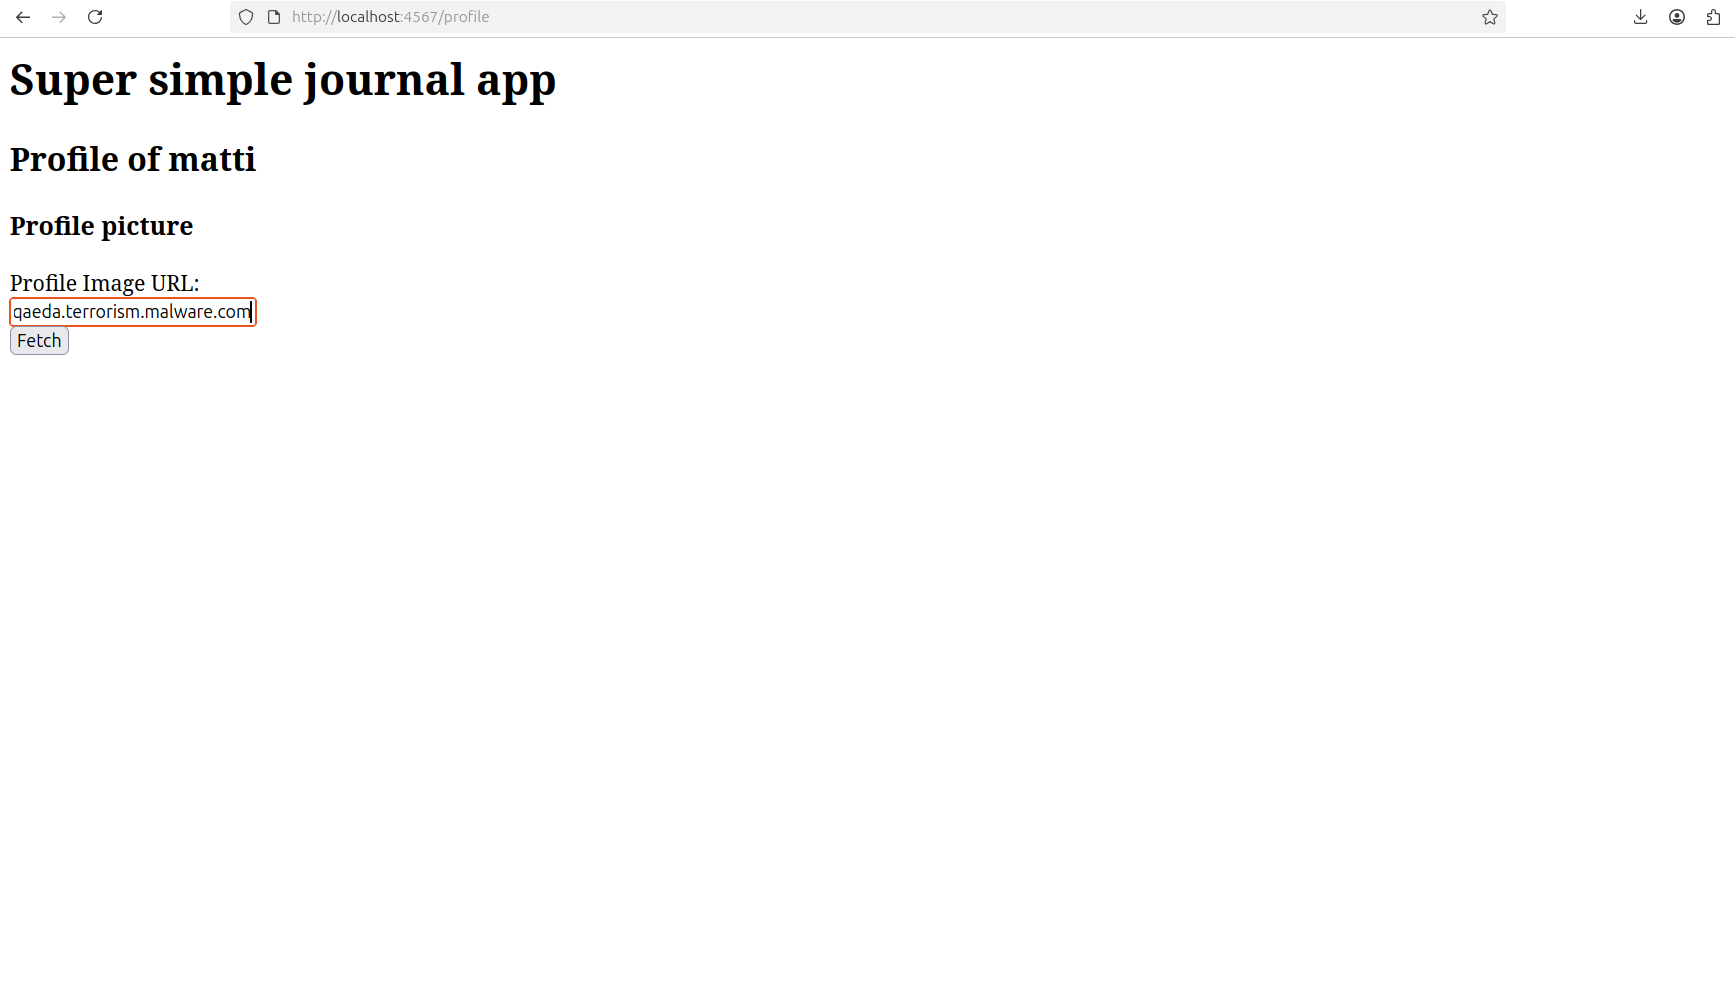 http://localhost:4567/profile
Super simple journal app
Profile of matti
Profile picture
Profile Image URL:
qaeda.terrorism.malware.com
Fetch